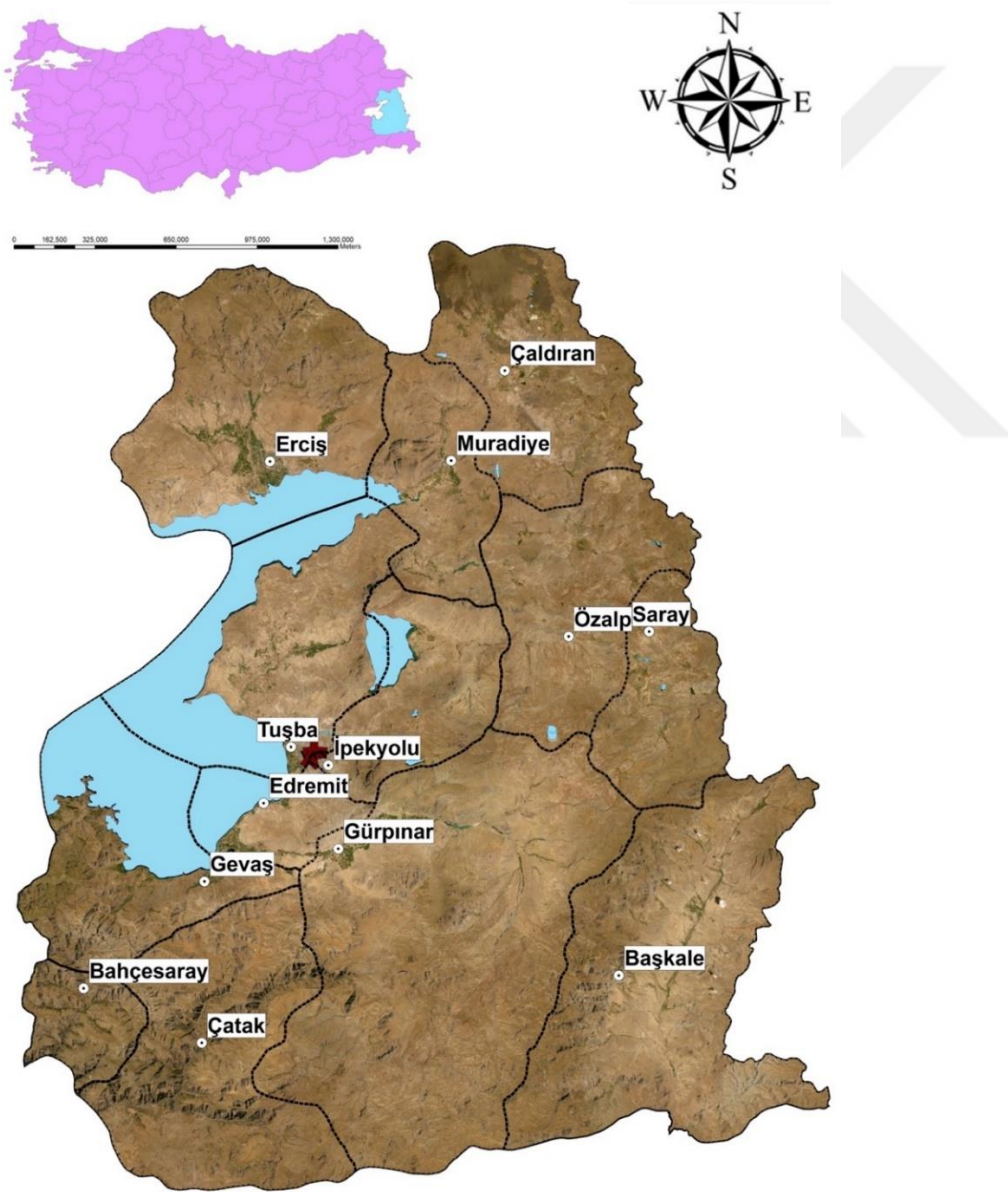 N
W E
S
0 162,500 325,000 650,000 975,000 1,300,000
Meters
Çaldıran
Erciş
Muradiye
Özalp
Saray
Tuşba
İpekyolu
Edremit
Gürpınar
Gevaş
Başkale
Bahçesaray
Çatak